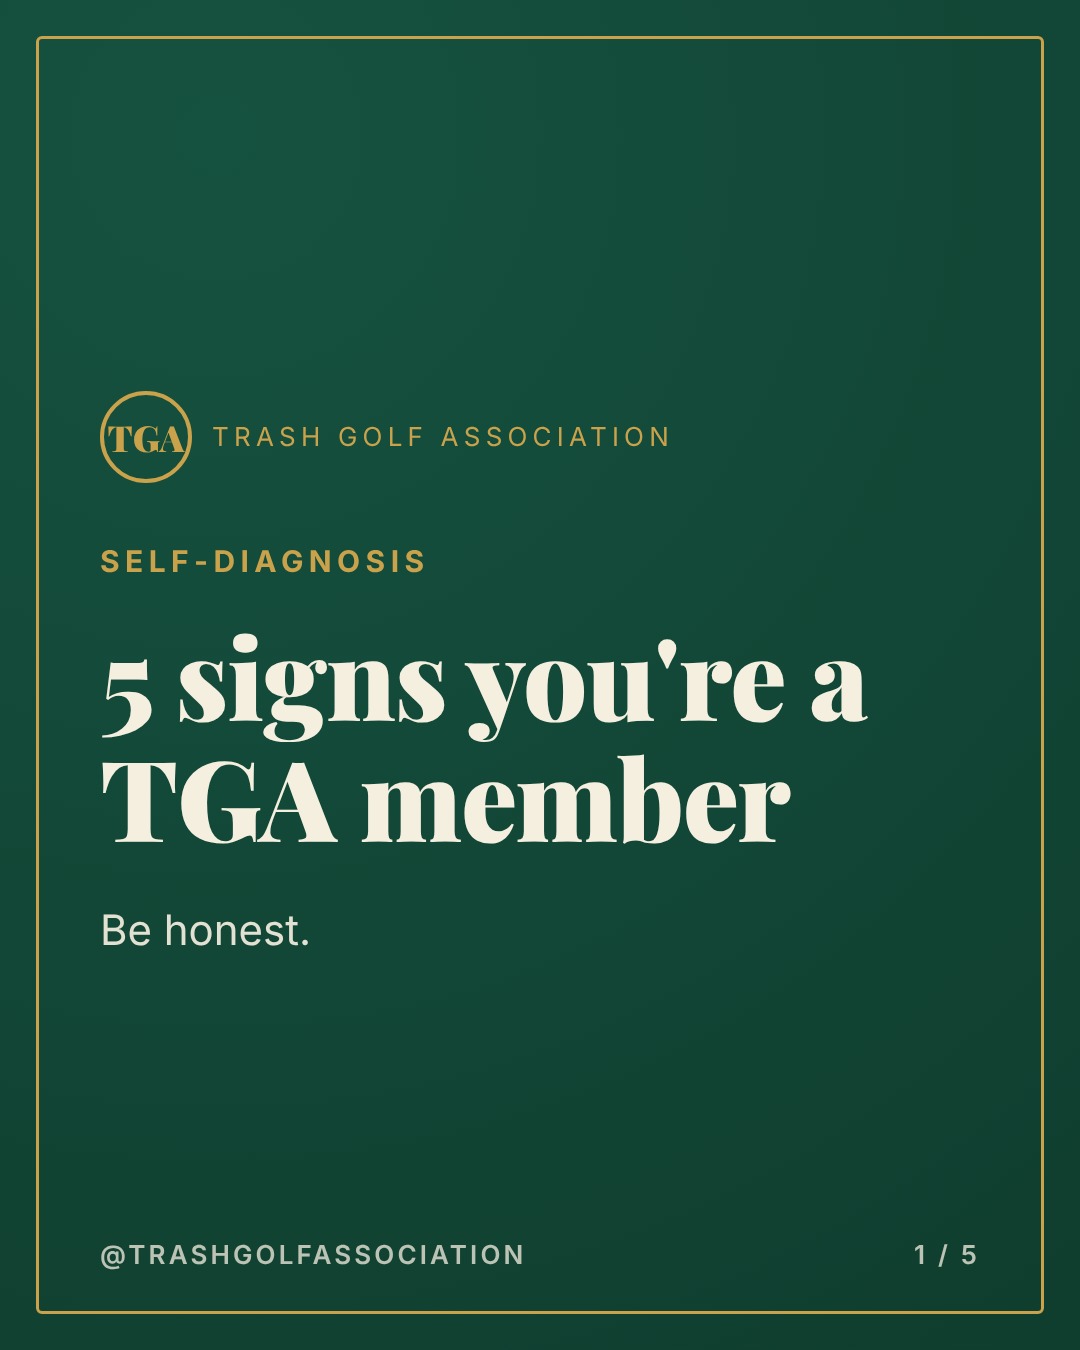 TGA
TRASH GOLF ASSOCIATION
SELF-DIAGNOSIS
5 signs you're a
TGA member
Be honest.
@TRASHGOLFASSOCIATION
1 / 5